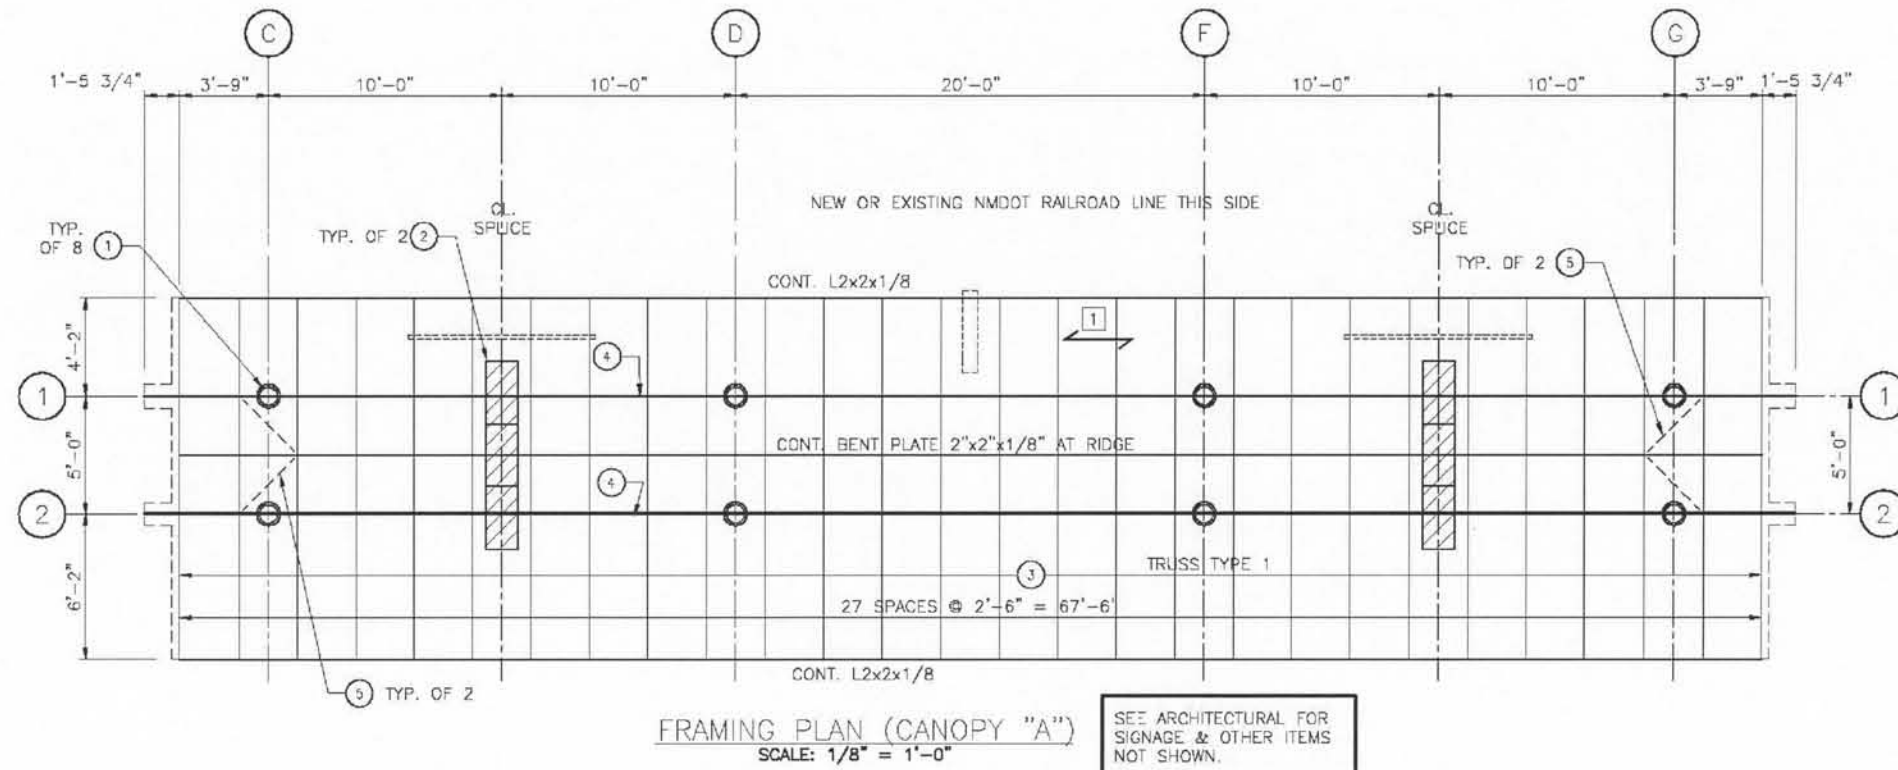 C
D
F
G
1'-5 3/4"
3'-9"
10'-0"
10'-0"
20'-0"
10'-0"
10'-0"
3'-9"
1'-5 3/4"
NEW OR EXISTING NMDOT RAILROAD LINE THIS SIDE
CL.
SPLICE
CL.
SPLICE
TYP.
OF 8 1
TYP. OF 2 2
TYP. OF 2 5
CONT. L2x2x1/8
1
4'-2"
4
1
1
5'-0"
CONT. BENT PLATE 2"x2"x1/8" AT RIDGE
5'-0"
4
2
2
6'-2"
TRUSS TYPE 1
3
27 SPACES @ 2'-6" = 67'-6'
CONT. L2x2x1/8
5 TYP. OF 2
FRAMING PLAN (CANOPY "A")
SCALE: 1/8" = 1'-0"
SEE ARCHITECTURAL FOR
SIGNAGE & OTHER ITEMS
NOT SHOWN.